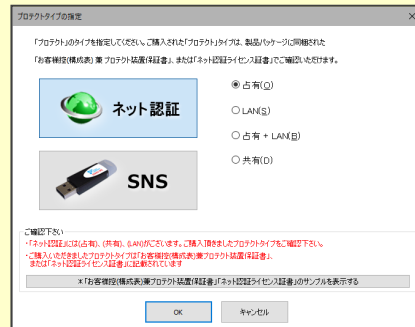 プロテクトタイプの指定
「プロテクト」のタイプを指定してください。ご購入された「プロテクト」タイプは、製品パッケージに同梱された
「お客様控(構成表) 兼 プロテクト装置保証書」、または「ネット認証ライセンス証書」でご確認いただけます。
ネット認証
SNS
占有(O)
LAN(S)
占有 + LAN(B)
共有(D)
ご確認下さい
・「ネット認証」には(占有)、(共有)、(LAN)がございます。ご購入頂きましたプロテクトタイプをご確認下さい。
・ご購入いただきましたプロテクトタイプは「お客様控(構成表)兼プロテクト装置保証書」、
または「ネット認証ライセンス証書」に記載されています
＊「お客様控(構成表)兼プロテクト装置保証書」「ネット認証ライセンス証書」のサンプルを表示する
OK
キャンセル